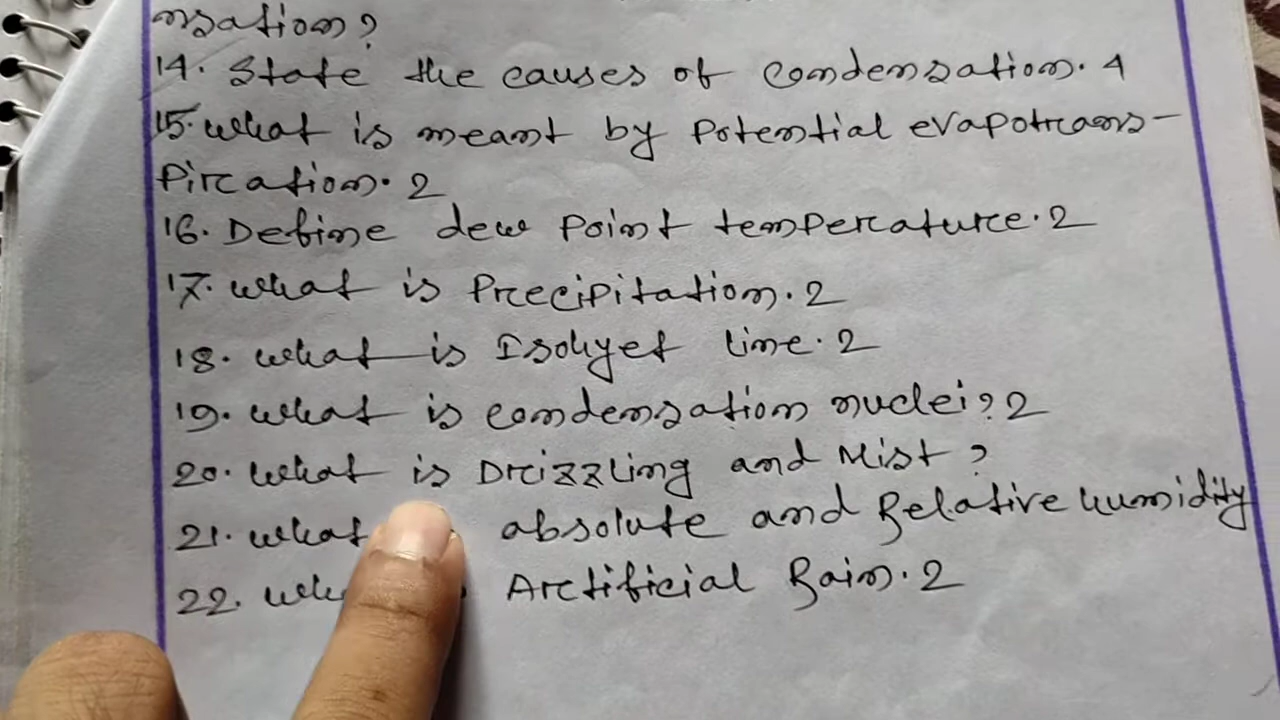 nsation?
14. State the causes of condensation. 4
15. what is meant by Potential evapotrans-
Piration. 2
16. Define dew Point temperature. 2
17. what is Precipitation. 2
18. what is Isohyet line. 2
19. what is condensation nuclei? 2
20. what is Drizzling and Mist?
21. what absolute and Relative humidity
22. Artificial Rain. 2